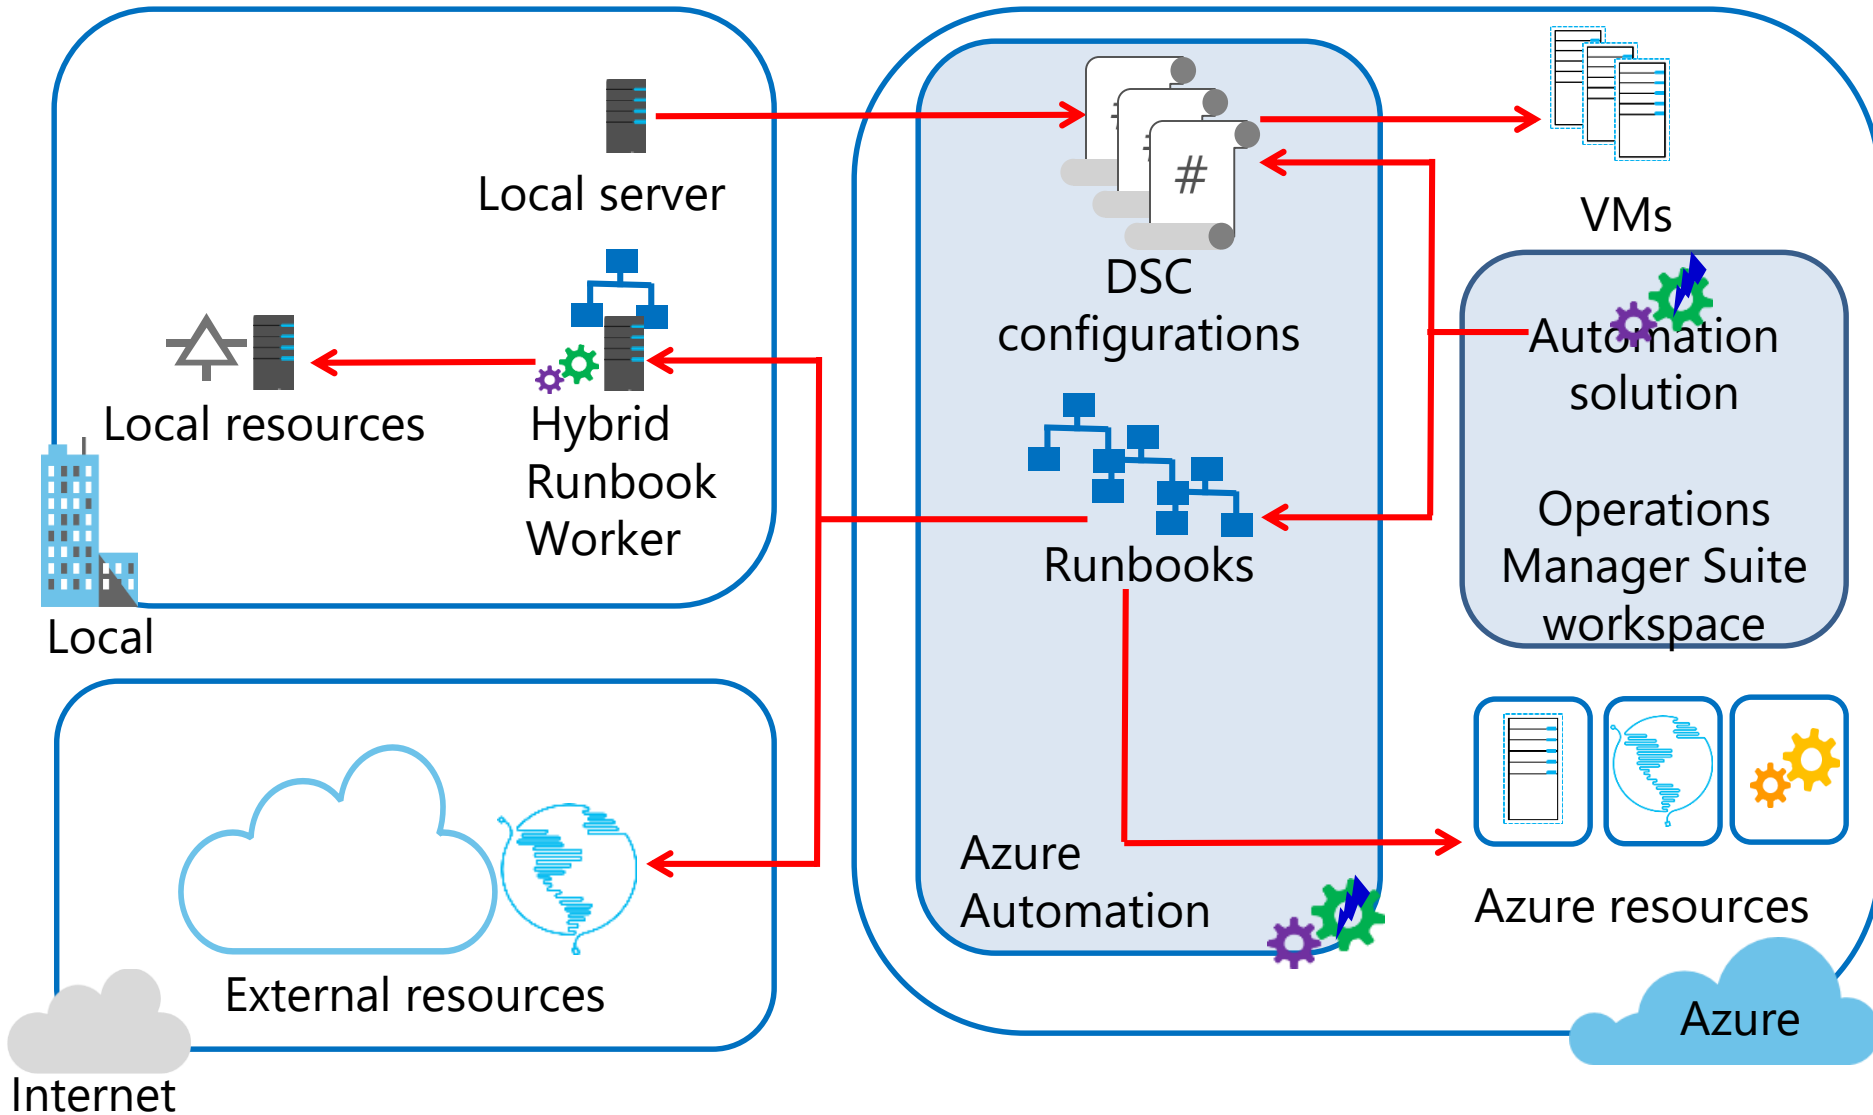 Local server
Local resources
Hybrid
Runbook
Worker
Local
External resources
Internet
#
DSC
configurations
Runbooks
Azure
Automation
VMs
Automation
solution
Operations
Manager Suite
workspace
Azure resources
Azure